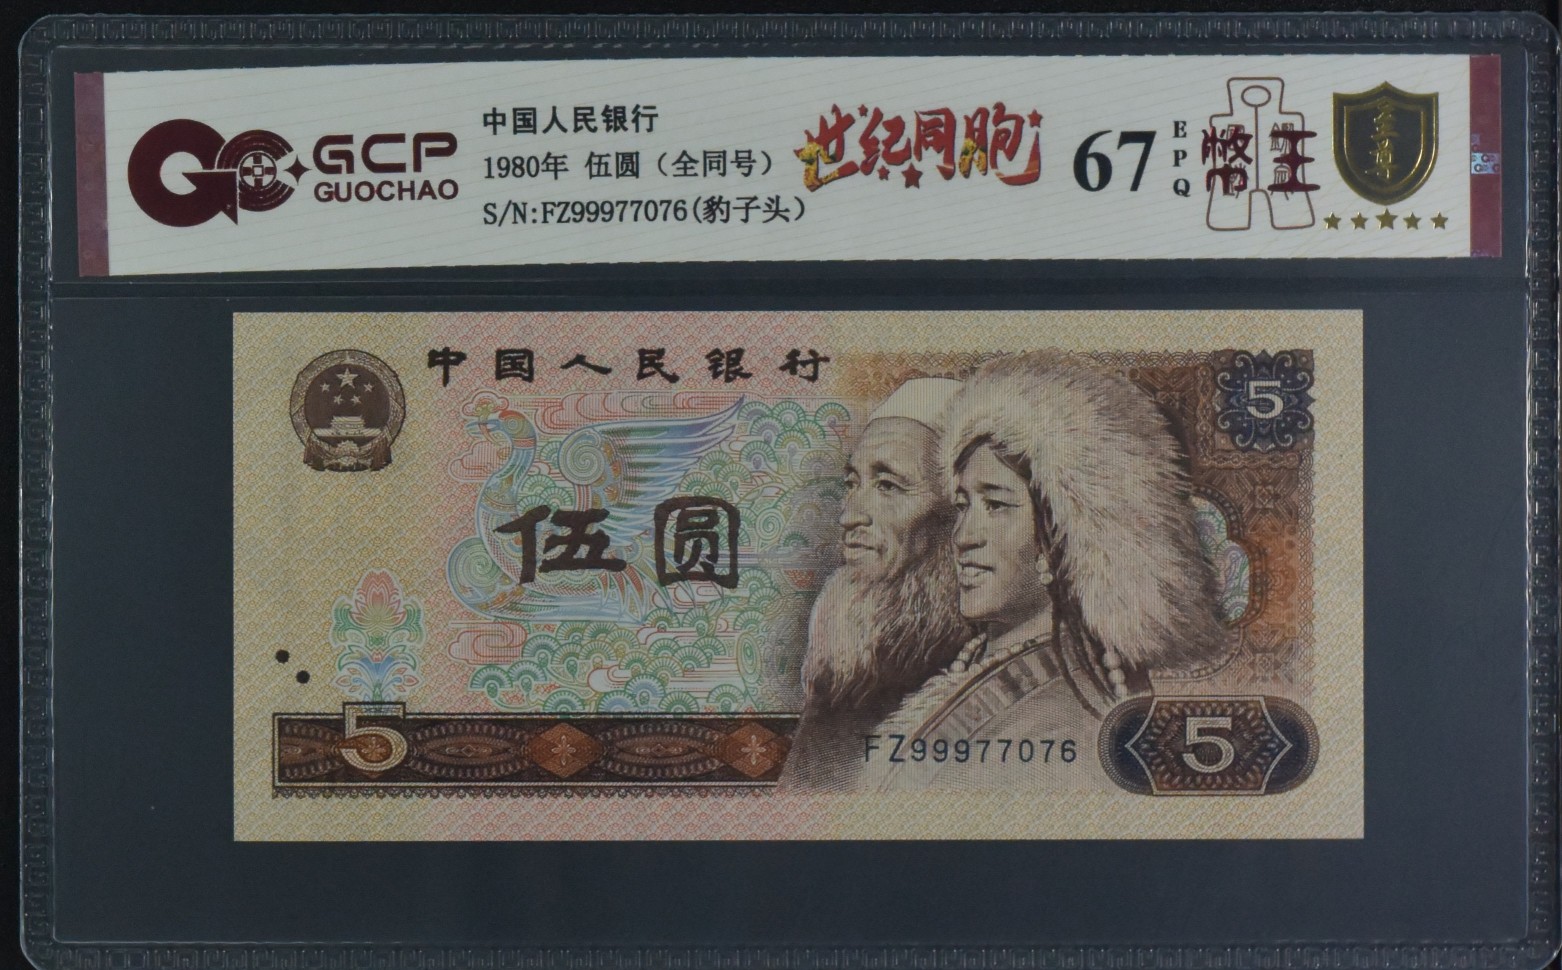 GCP
GUOCHAO
中国人民银行
1980年 伍圆（全同号）
S/N:FZ99977076(豹子头）
世纪同胞
67
EPQ
至尊
中国人民银行
5
伍圆
5
FZ99977076
5